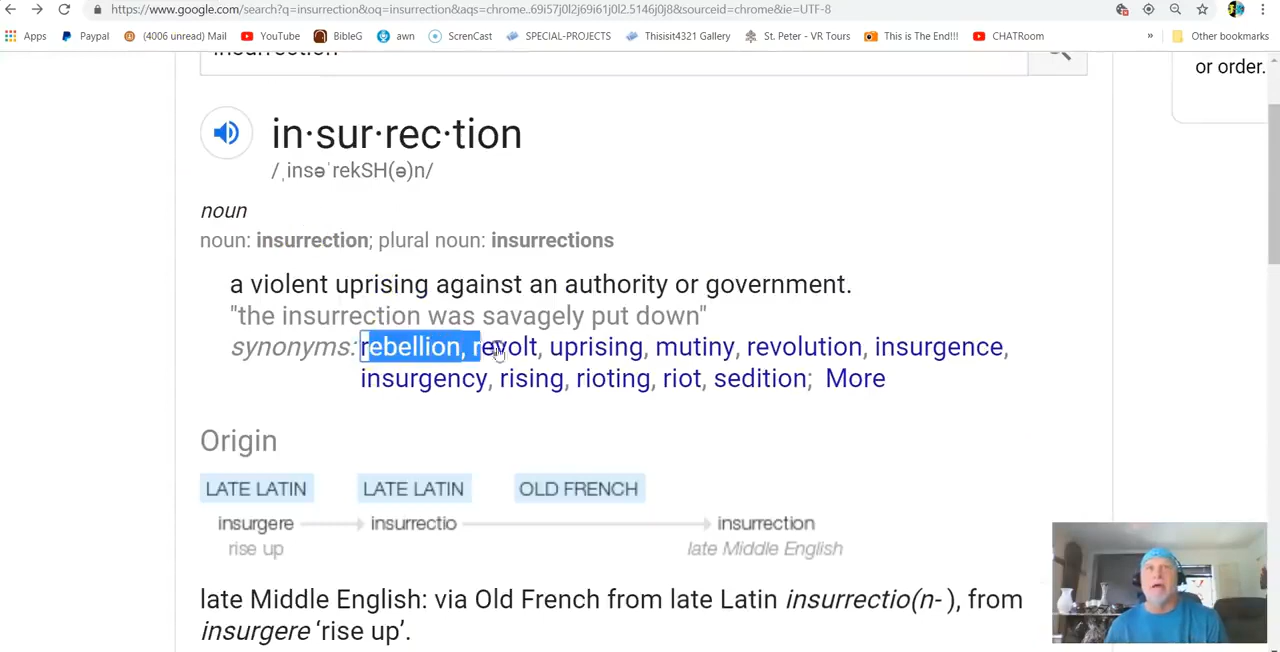 https://www.google.com/search?q=insurrection&oq=insurrection&aqs=chrome..69i57j0l2j69i61j0l2.5146j0j8&sourceid=chrome&ie=UTF-8
Apps Paypal (4006 unread) Mail YouTube BibleG awn ScrenCast SPECIAL-PROJECTS Thisisit4321 Gallery St. Peter - VR Tours This is The End!!! CHATRoom » Other bookmarks
insurrection
or order.
in·sur·rec·tion
/ˌinsəˈrekSH(ə)n/
noun
noun: insurrection; plural noun: insurrections
a violent uprising against an authority or government.
"the insurrection was savagely put down"
synonyms: rebellion, revolt, uprising, mutiny, revolution, insurgence,
insurgency, rising, rioting, riot, sedition; More
Origin
LATE LATIN LATE LATIN OLD FRENCH
insurgere insurrectio insurrection
rise up late Middle English
late Middle English: via Old French from late Latin insurrectio(n- ), from
insurgere ‘rise up’.